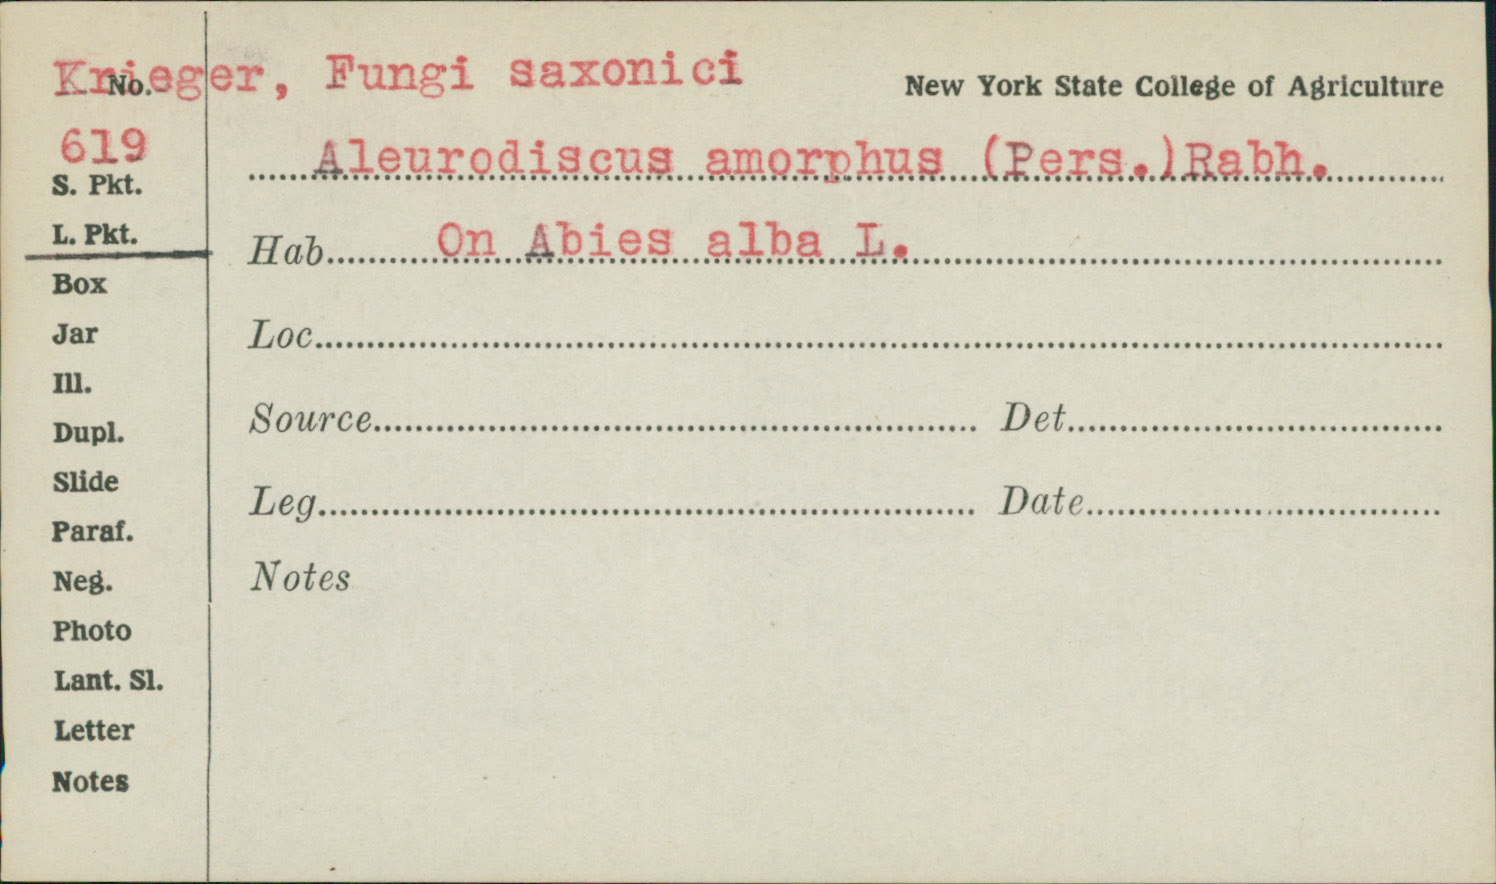 Krieger, Fungi saxonici
No.
New York State College of Agriculture
619
Aleurodiscus amorphus (Pers.)Rabh.
S. Pkt.
L. Pkt.
Hab. On Abies alba L.
Box
Jar
Loc.
Ill.
Dupl.
Source Det.
Slide
Leg. Date
Paraf.
Neg.
Notes
Photo
Lant. Sl.
Letter
Notes